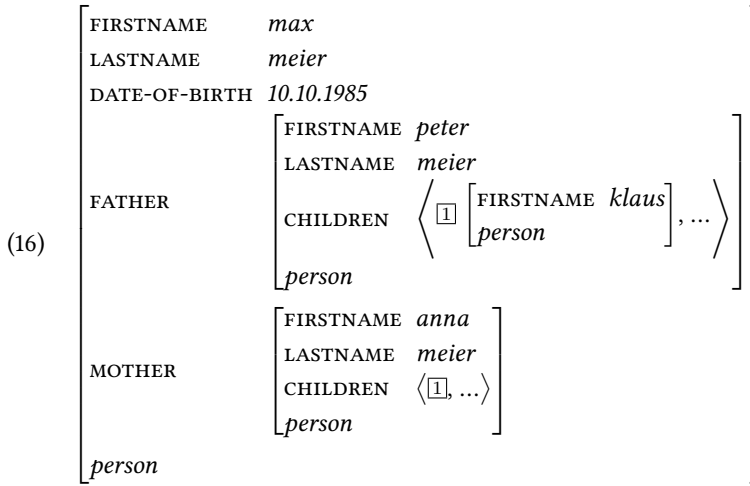 FIRSTNAME max
LASTNAME meier
DATE-OF-BIRTH 10.10.1985
FIRSTNAME peter
LASTNAME meier
FATHER CHILDREN ⟨ 1 [FIRSTNAME klaus
person], … ⟩
person
(16)
FIRSTNAME anna
LASTNAME meier
MOTHER CHILDREN ⟨1, …⟩
person
person